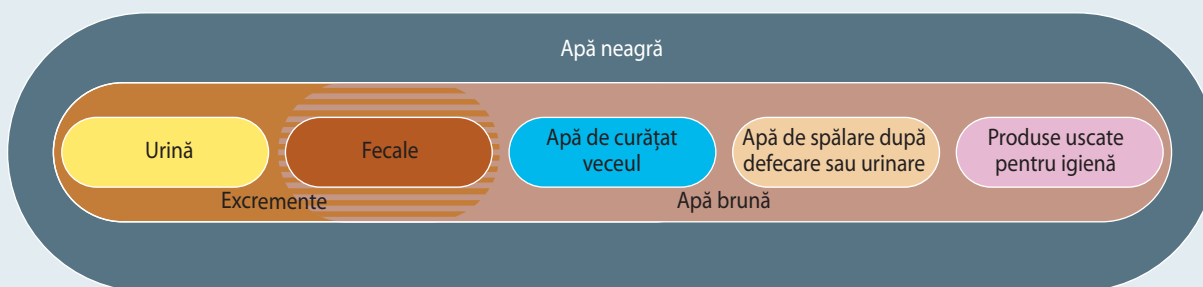 Apă neagră
Urină
Fecale
Apă de curățat
veceul
Apă de spălare după
defecare sau urinare
Produse uscate
pentru igienă
Excremente
Apă brună